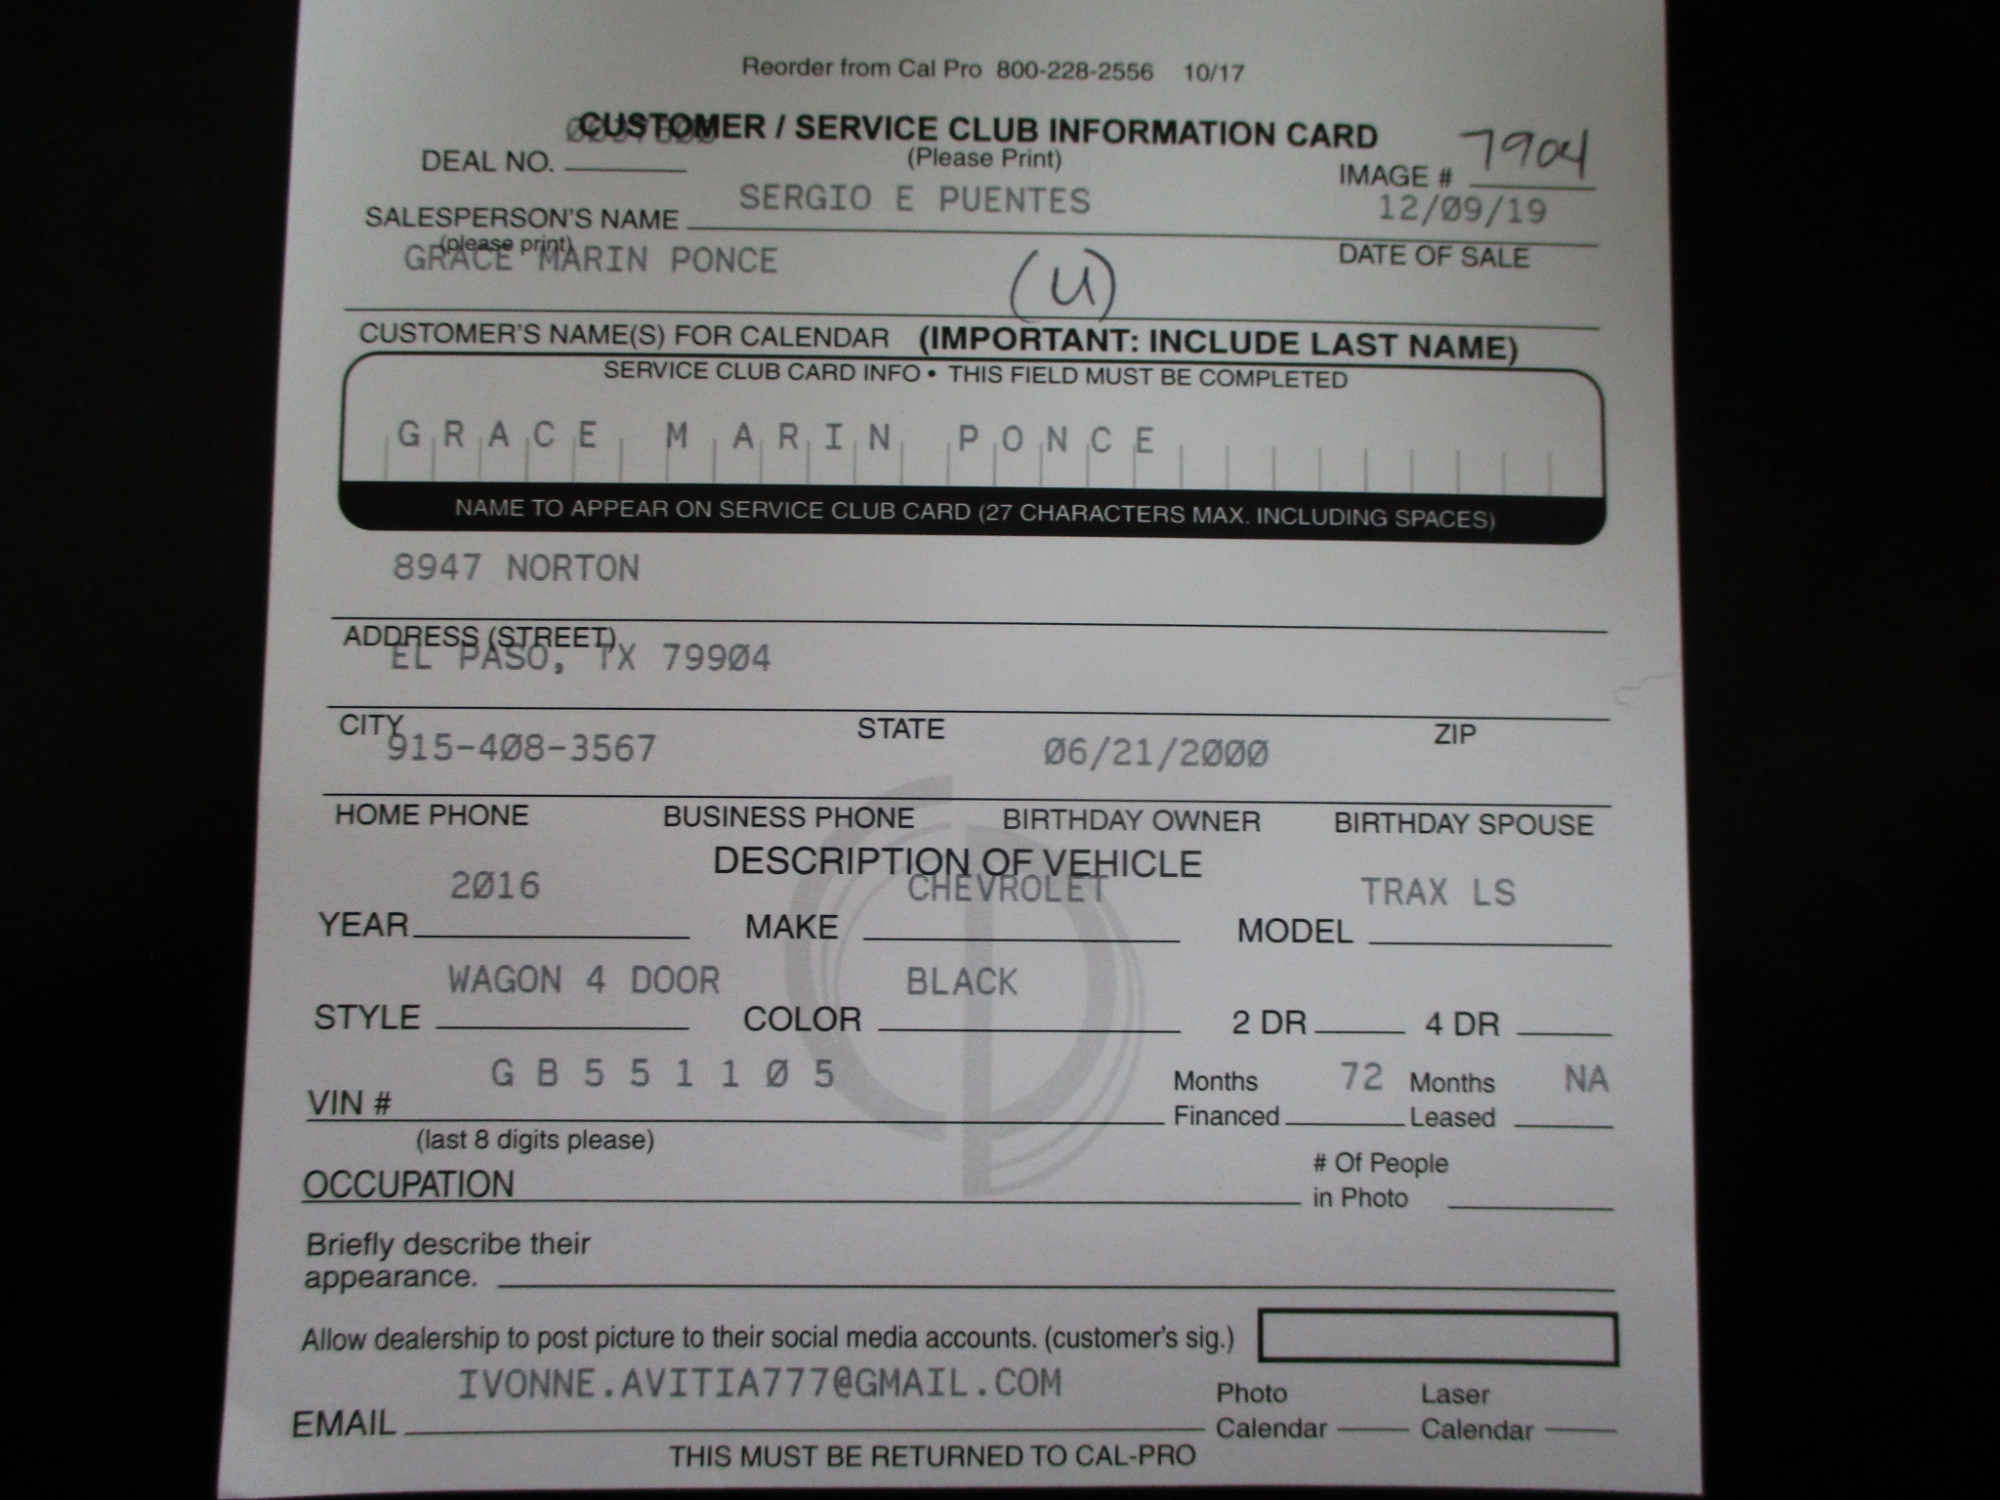 Reorder from Cal Pro 800-228-2556 10/17
CUSTOMER / SERVICE CLUB INFORMATION CARD
(Please Print)
DEAL NO.
IMAGE # 7904
SALESPERSON'S NAME SERGIO E PUENTES 12/09/19
(please print)
DATE OF SALE
GRACE MARIN PONCE (U)
CUSTOMER'S NAME(S) FOR CALENDAR (IMPORTANT: INCLUDE LAST NAME)
SERVICE CLUB CARD INFO • THIS FIELD MUST BE COMPLETED
GRACE MARIN PONCE
NAME TO APPEAR ON SERVICE CLUB CARD (27 CHARACTERS MAX. INCLUDING SPACES)
8947 NORTON
ADDRESS (STREET)
EL PASO, TX 79904
CITY STATE ZIP
915-408-3567 06/21/2000
HOME PHONE BUSINESS PHONE BIRTHDAY OWNER BIRTHDAY SPOUSE
DESCRIPTION OF VEHICLE
2016 CHEVROLET TRAX LS
YEAR MAKE MODEL
WAGON 4 DOOR BLACK
STYLE COLOR 2 DR 4 DR
G B 5 5 1 1 0 5 Months 72 Months NA
VIN # Financed Leased
(last 8 digits please)
# Of People
OCCUPATION in Photo
Briefly describe their
appearance.
Allow dealership to post picture to their social media accounts. (customer's sig.)
IVONNE.AVITIA777@GMAIL.COM Photo Laser
EMAIL Calendar Calendar
THIS MUST BE RETURNED TO CAL-PRO